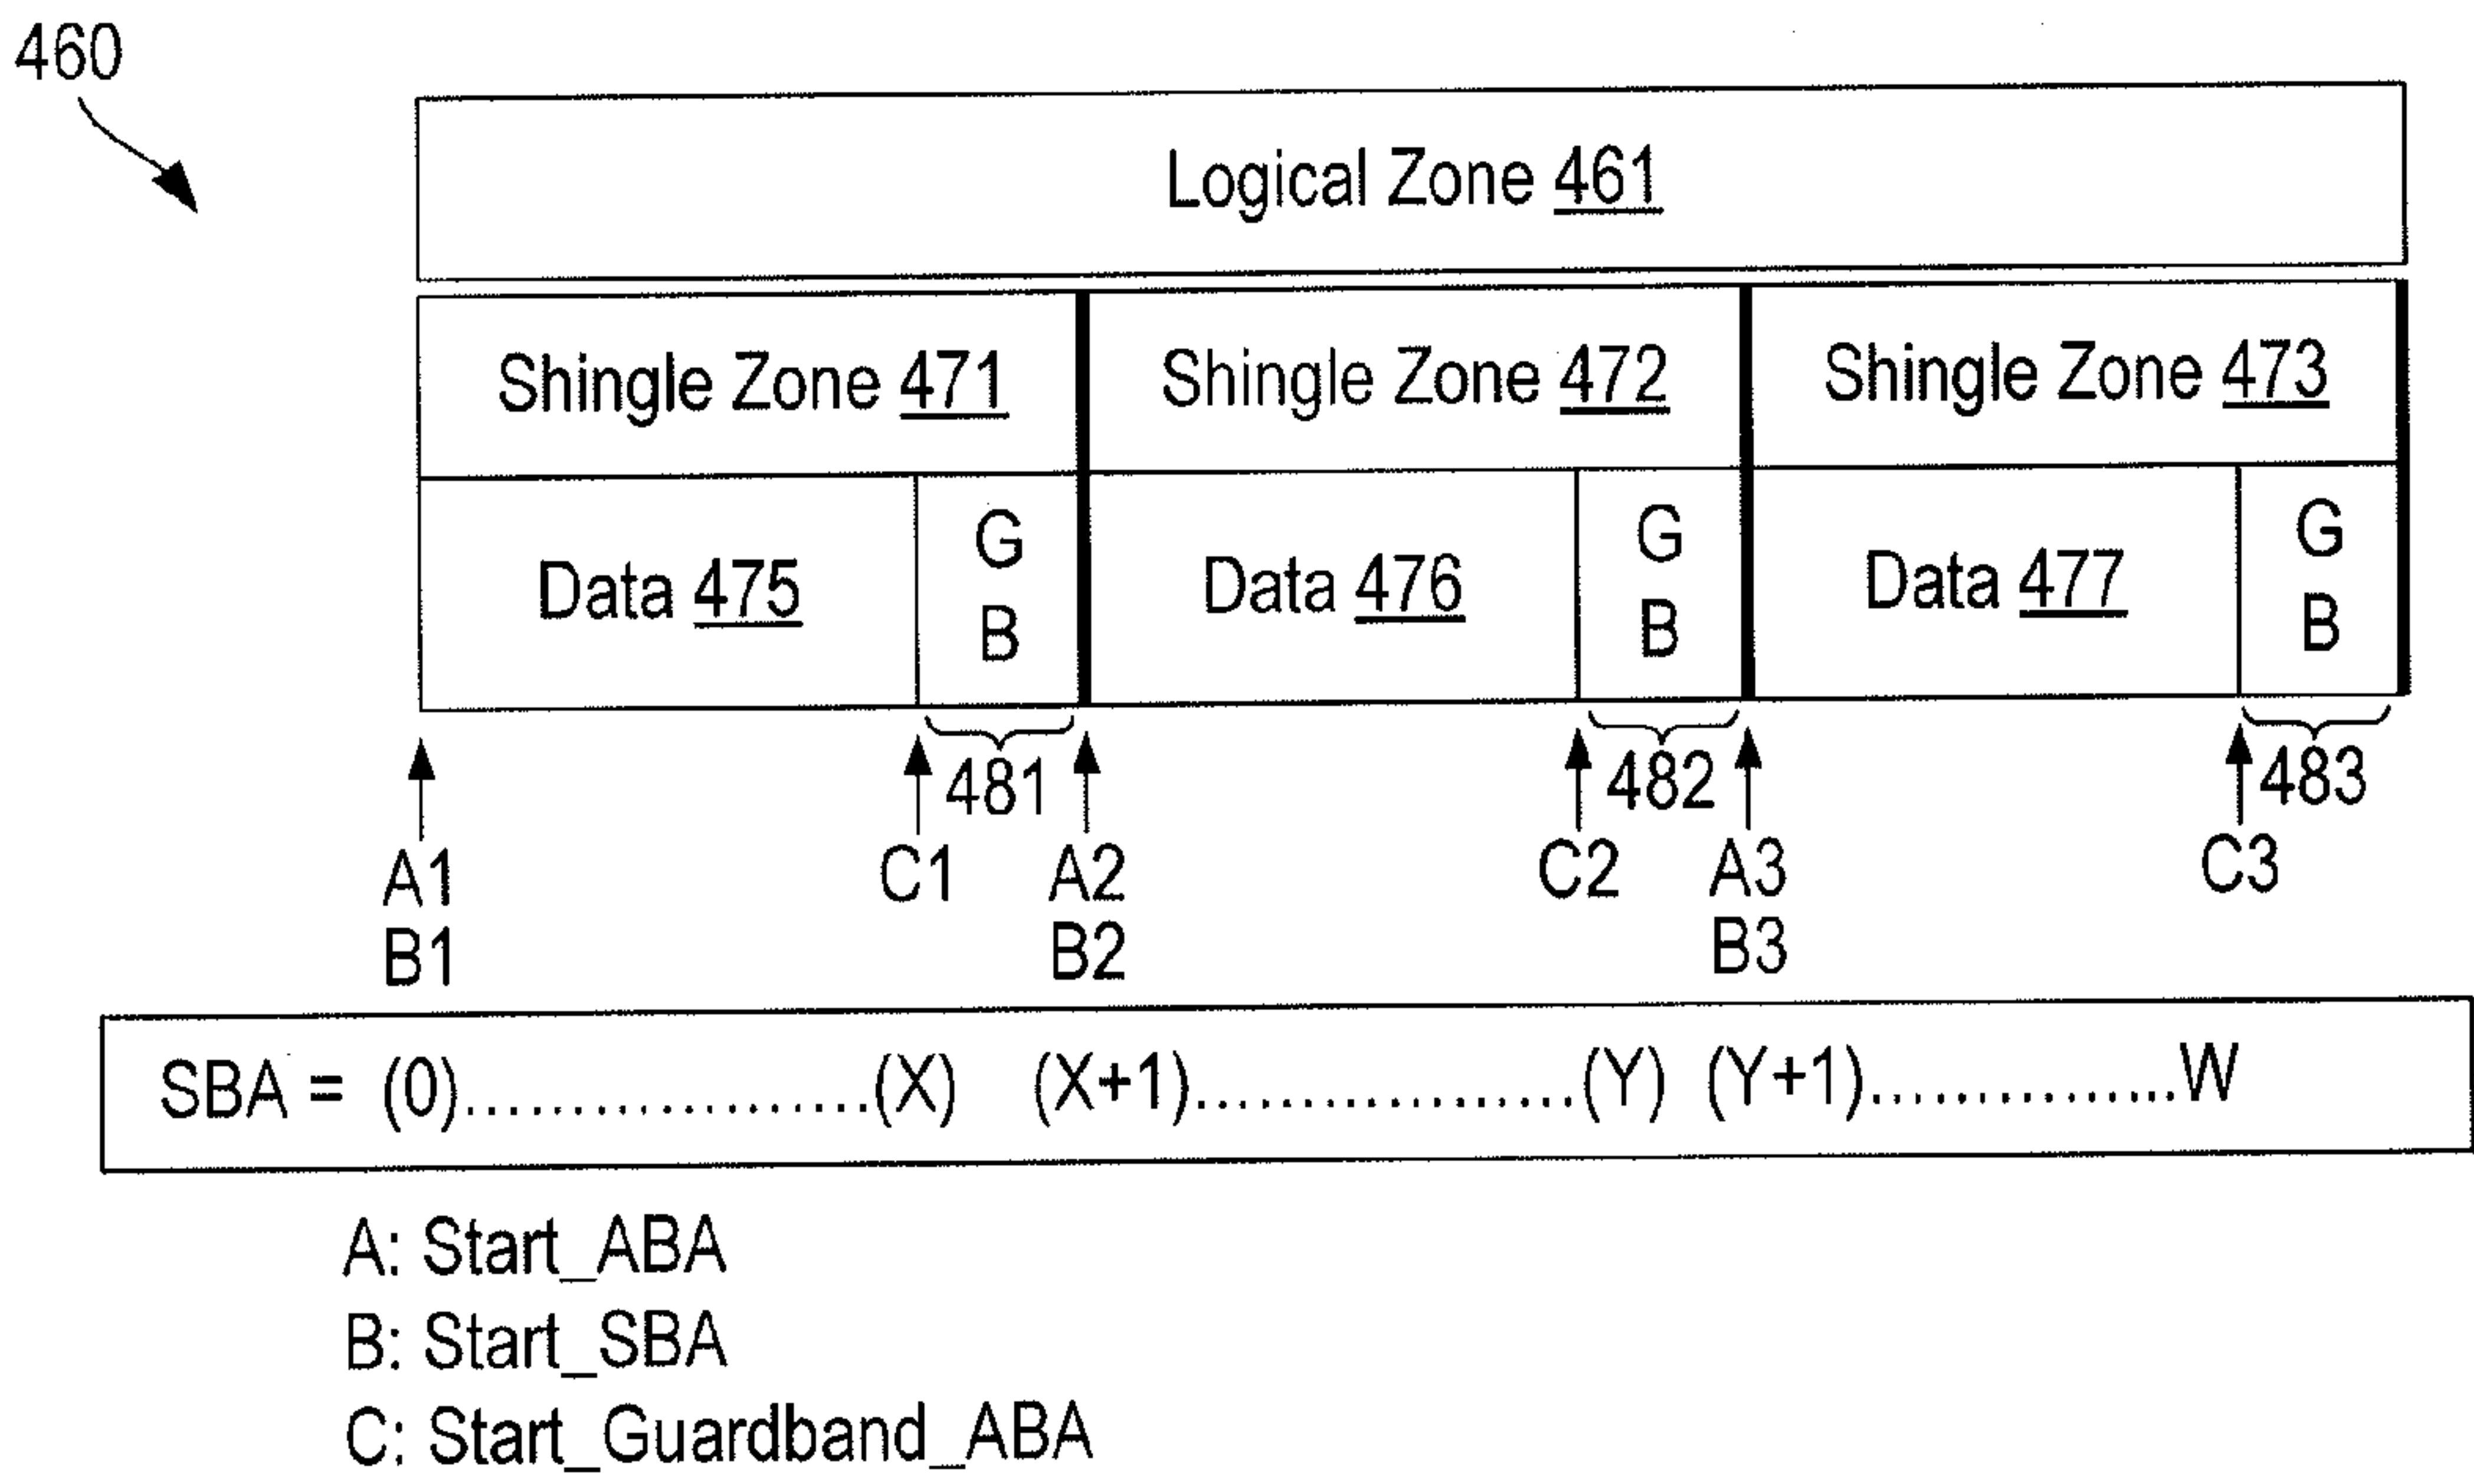 460
Logical Zone 461
Shingle Zone 471 Shingle Zone 472 Shingle Zone 473
Data 475 G B Data 476 G B Data 477 G B
481 482 483
A1 C1 A2 C2 A3 C3
B1 B2 B3
SBA = (0)....................(X) (X+1)...................(Y) (Y+1)...............W
A: Start_ABA
B: Start_SBA
C: Start_Guardband_ABA